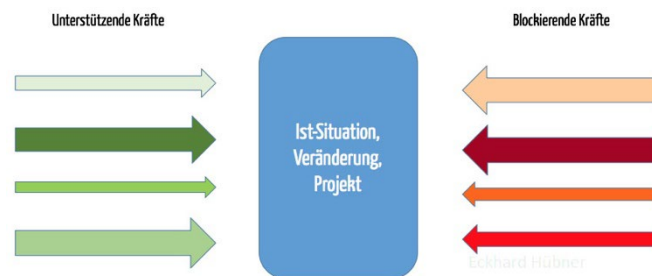 Unterstützende Kräfte
Blockierende Kräfte
Ist-Situation,
Veränderung,
Projekt
Eckhard Hübner